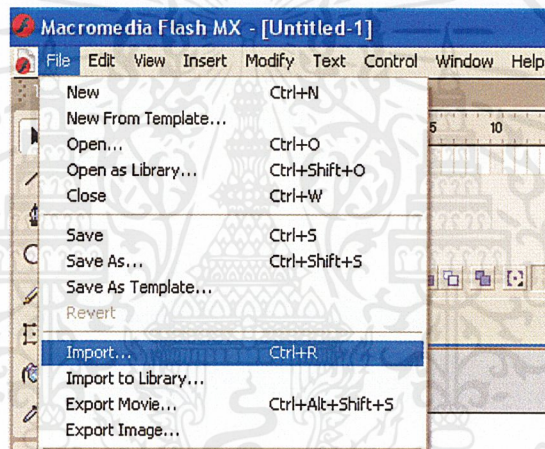 Macromedia Flash MX - [Untitled-1]
File Edit View Insert Modify Text Control Window Help
New Ctrl+N
New From Template...
5 10
Open... Ctrl+O
Open as Library... Ctrl+Shift+O
Close Ctrl+W
Save Ctrl+S
Save As... Ctrl+Shift+S
Save As Template...
Revert
Import... Ctrl+R
Import to Library...
Export Movie... Ctrl+Alt+Shift+S
Export Image...